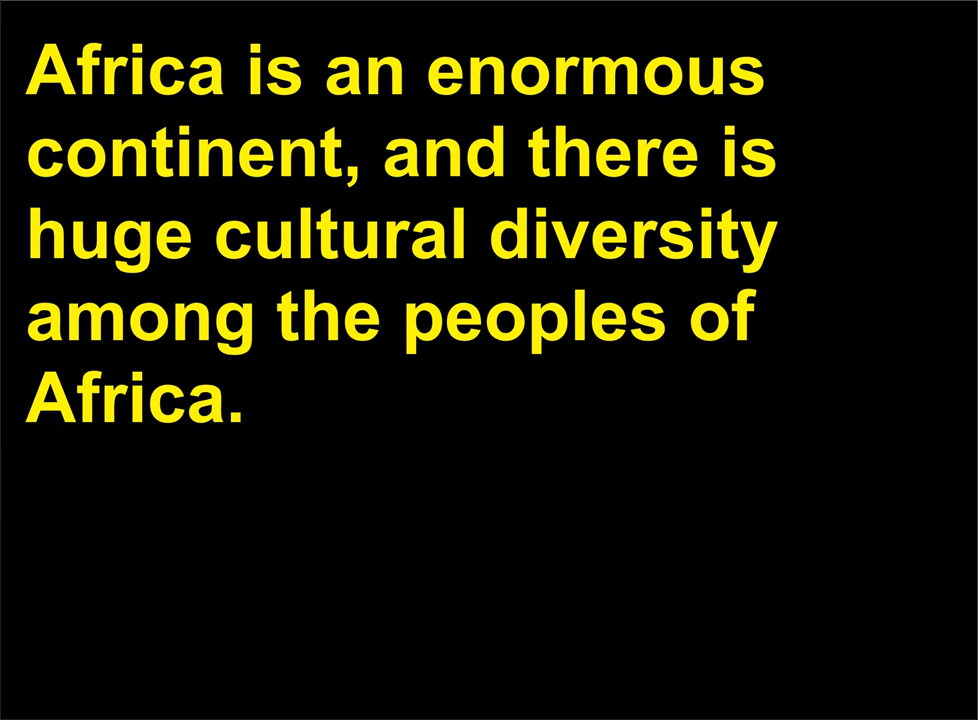 Africa is an enormous
continent, and there is
huge cultural diversity
among the peoples of
Africa.